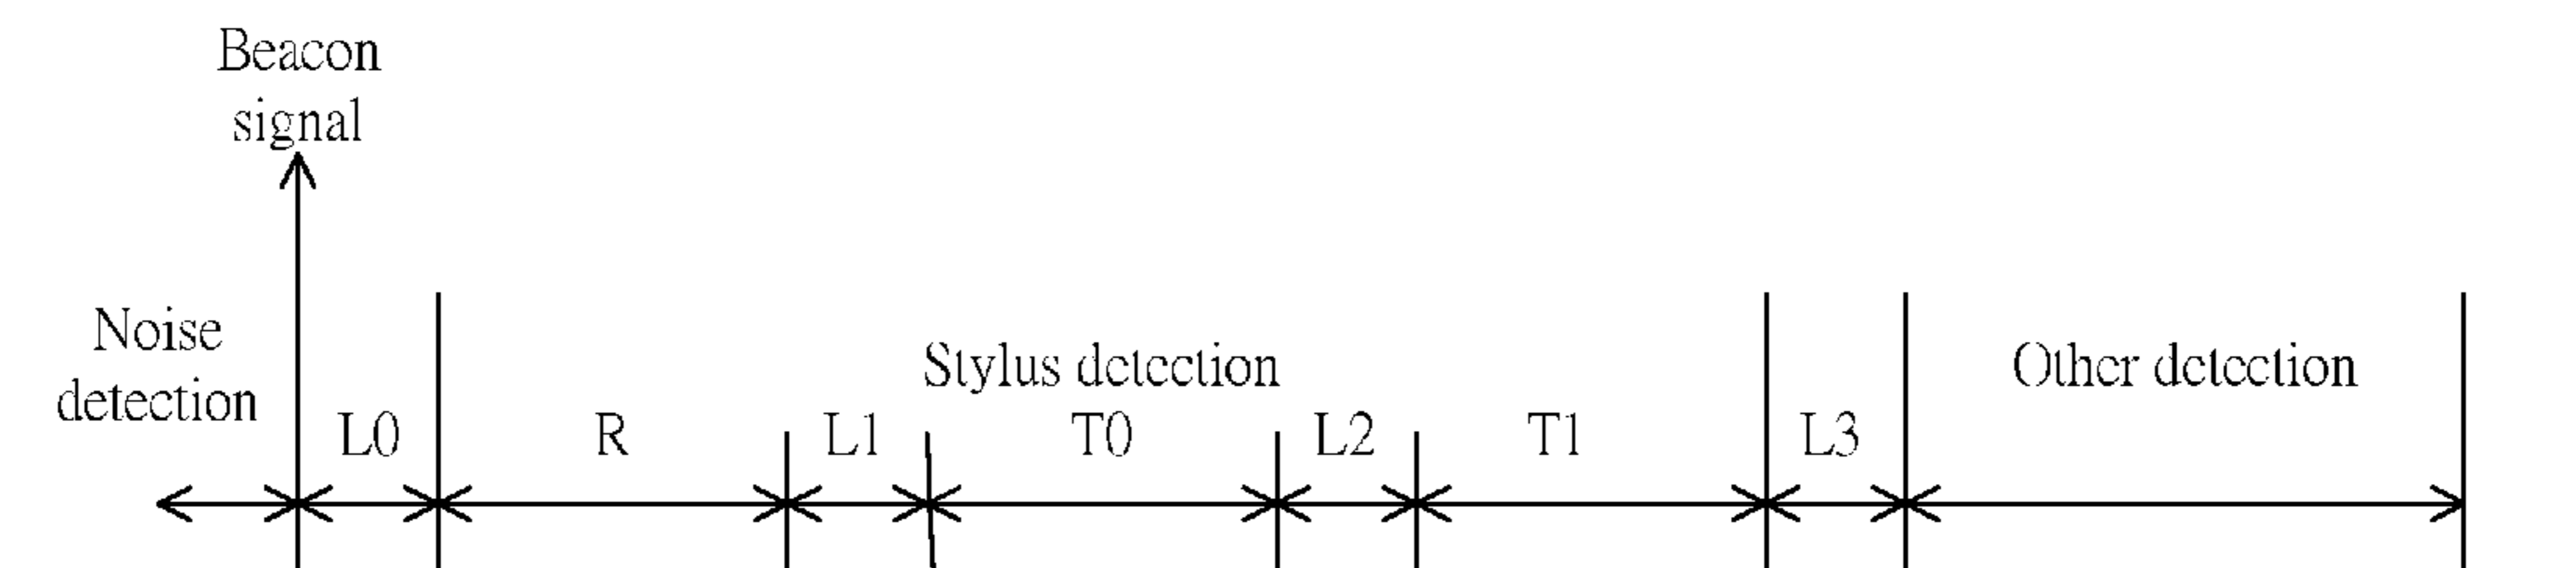 Beacon
signal
Noise
detection
Stylus detection
Other detection
L0
R
L1
T0
L2
T1
L3